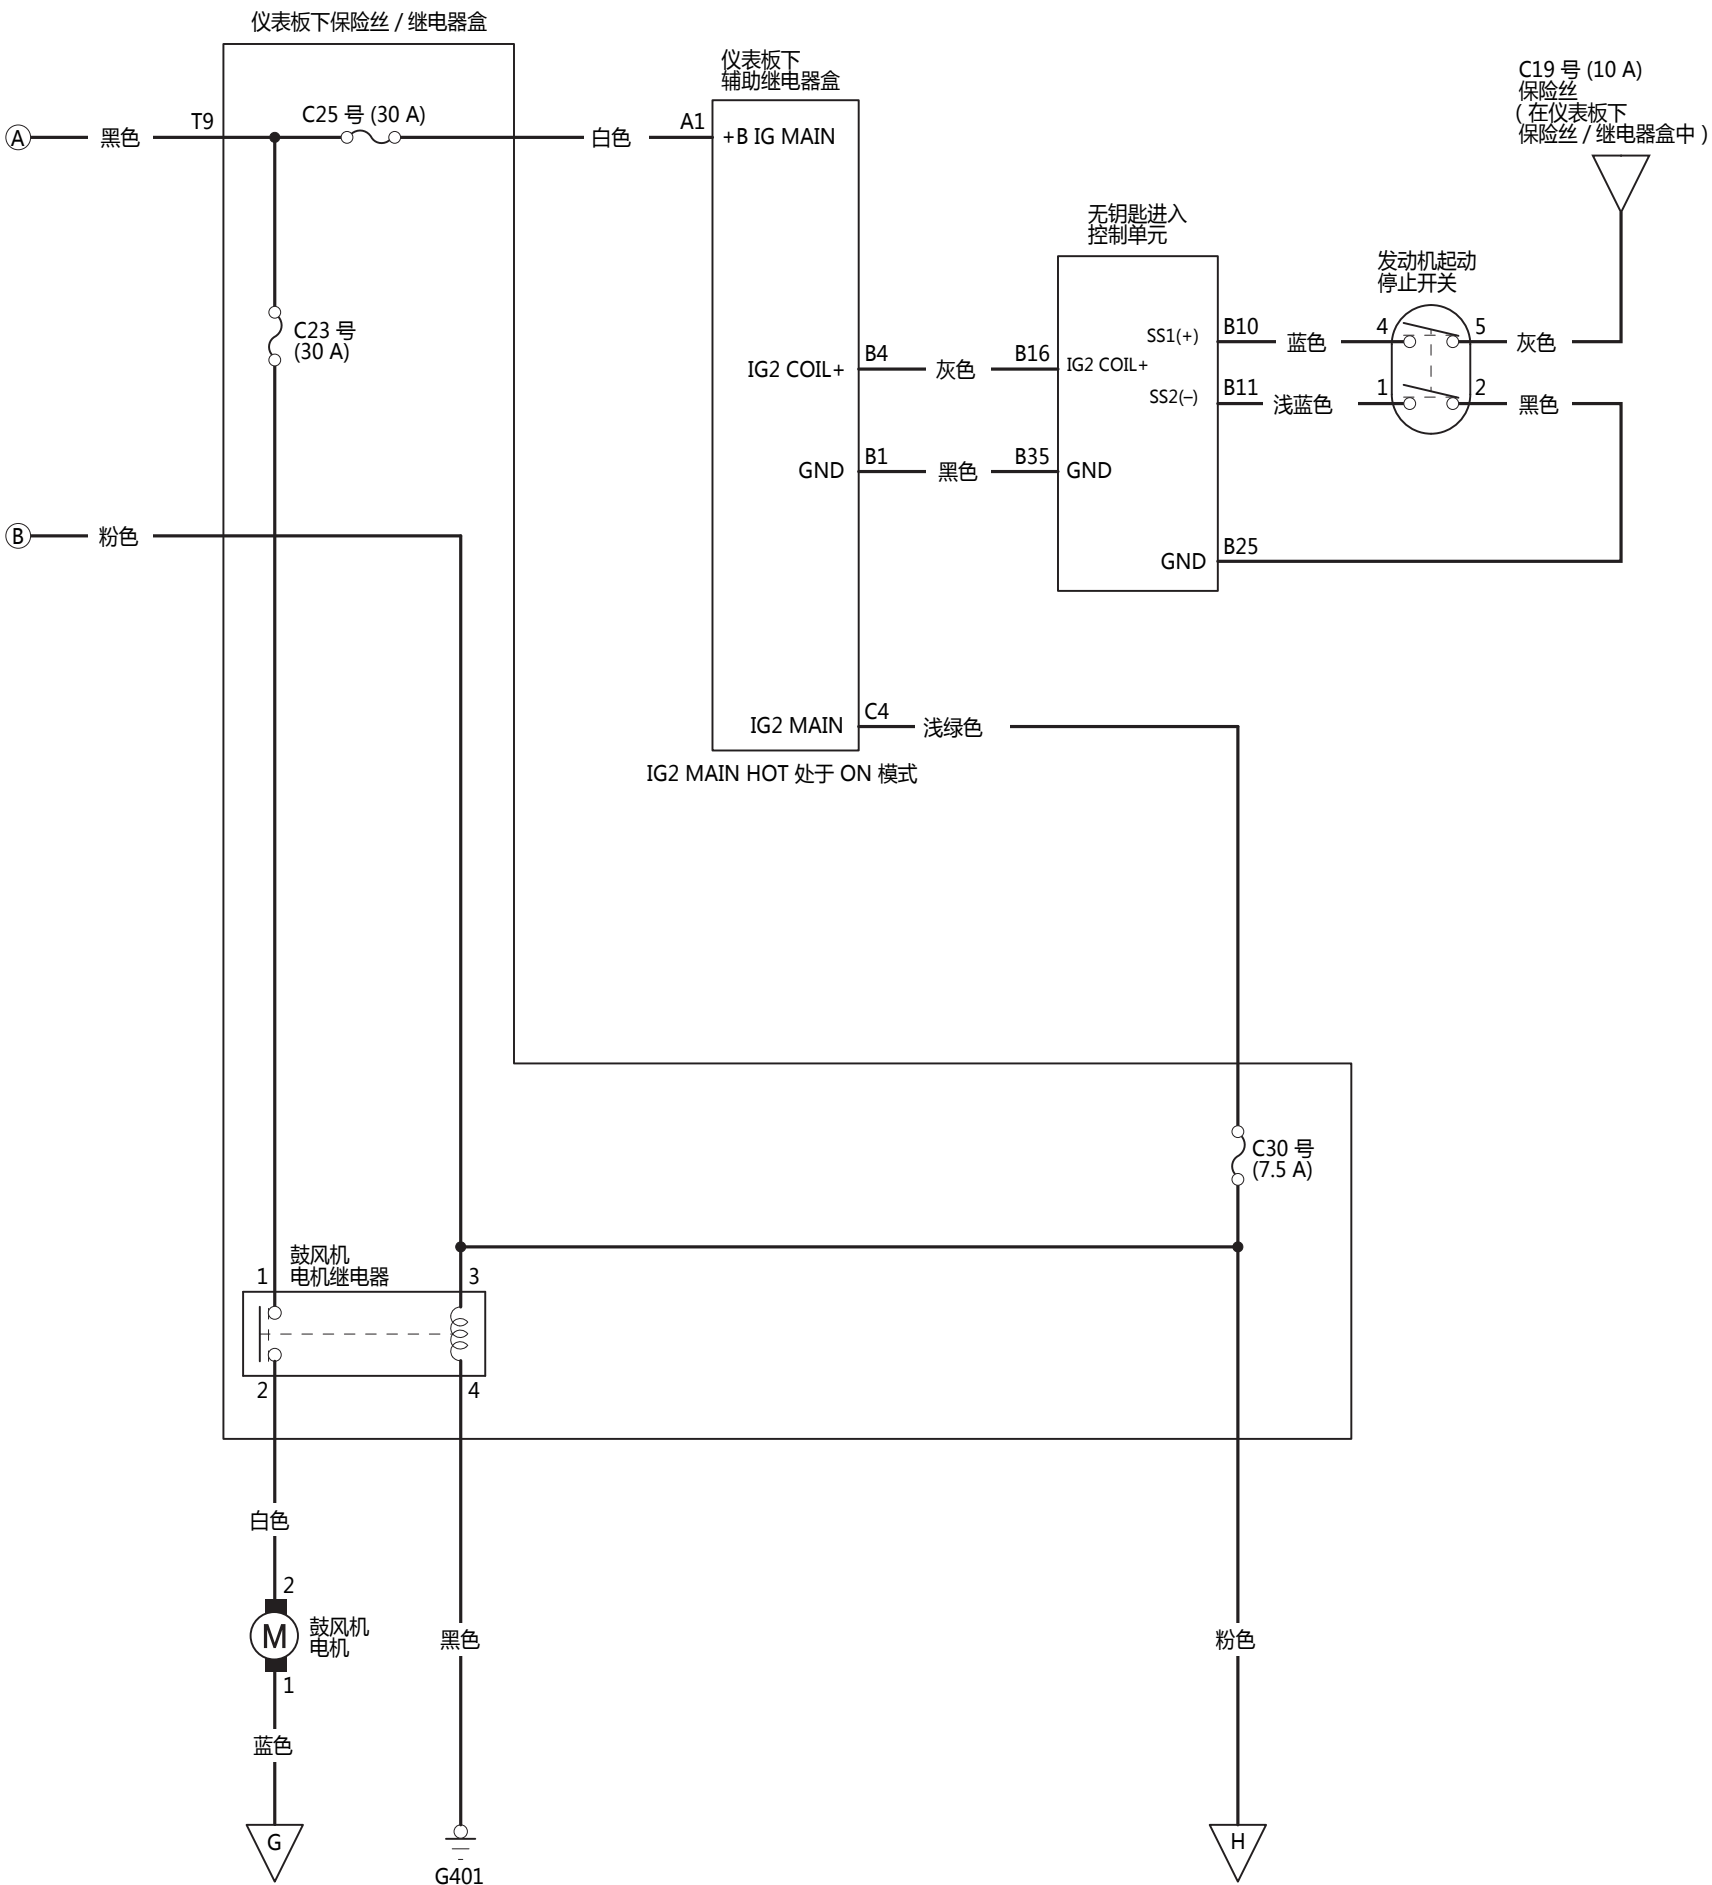 仪表板下保险丝 / 继电器盒
仪表板下
辅助继电器盒
C19 号 (10 A)
保险丝
( 在仪表板下
保险丝 / 继电器盒中 )
A
黑色
T9
C25 号 (30 A)
白色
A1
+B IG MAIN
无钥匙进入
控制单元
发动机起动
停止开关
C23 号
(30 A)
SS1(+)
B10
蓝色
4
5
灰色
IG2 COIL+
B4
灰色
B16
IG2 COIL+
SS2(–)
B11
浅蓝色
1
2
黑色
GND
B1
黑色
B35
GND
B
粉色
GND
B25
IG2 MAIN
C4
浅绿色
IG2 MAIN HOT 处于 ON 模式
C30 号
(7.5 A)
鼓风机
电机继电器
1
3
2
4
白色
2
M
鼓风机
电机
1
黑色
粉色
蓝色
G
G401
H